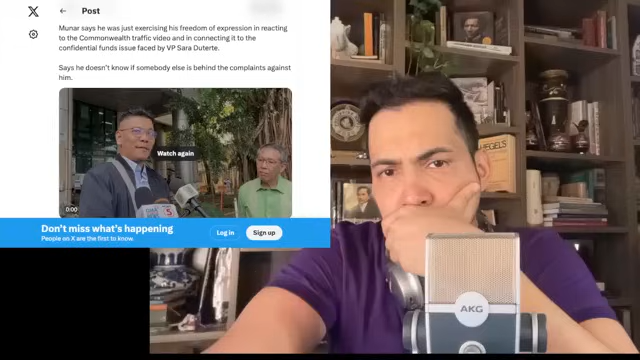 Post
Munar says he was just exercising his freedom of expression in reacting
to the Commonwealth traffic video and in connecting it to the
confidential funds issue faced by VP Sara Duterte.
Says he doesn't know if somebody else is behind the complaints against
him.
Watch again
0:00
Don't miss what's happening
People on X are the first to know.
Log in
Sign up
AKG